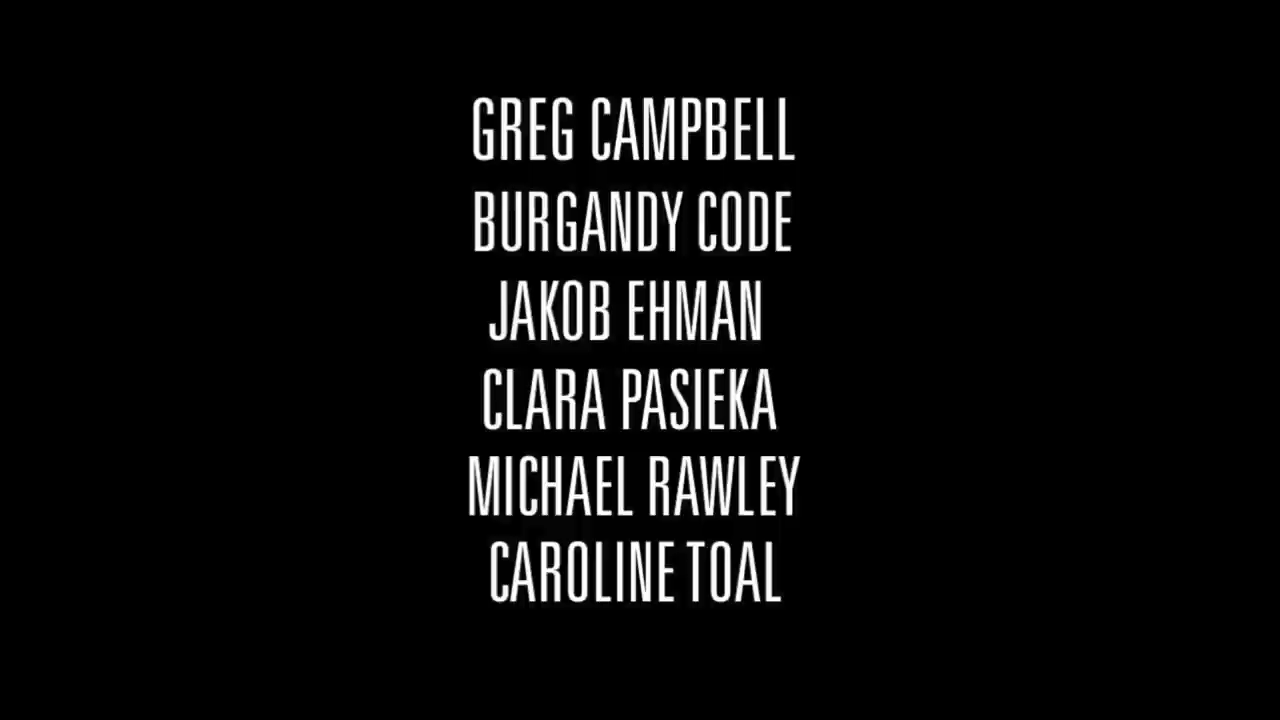 GREG CAMPBELL
BURGANDY CODE
JAKOB EHMAN
CLARA PASIEKA
MICHAEL RAWLEY
CAROLINE TOAL